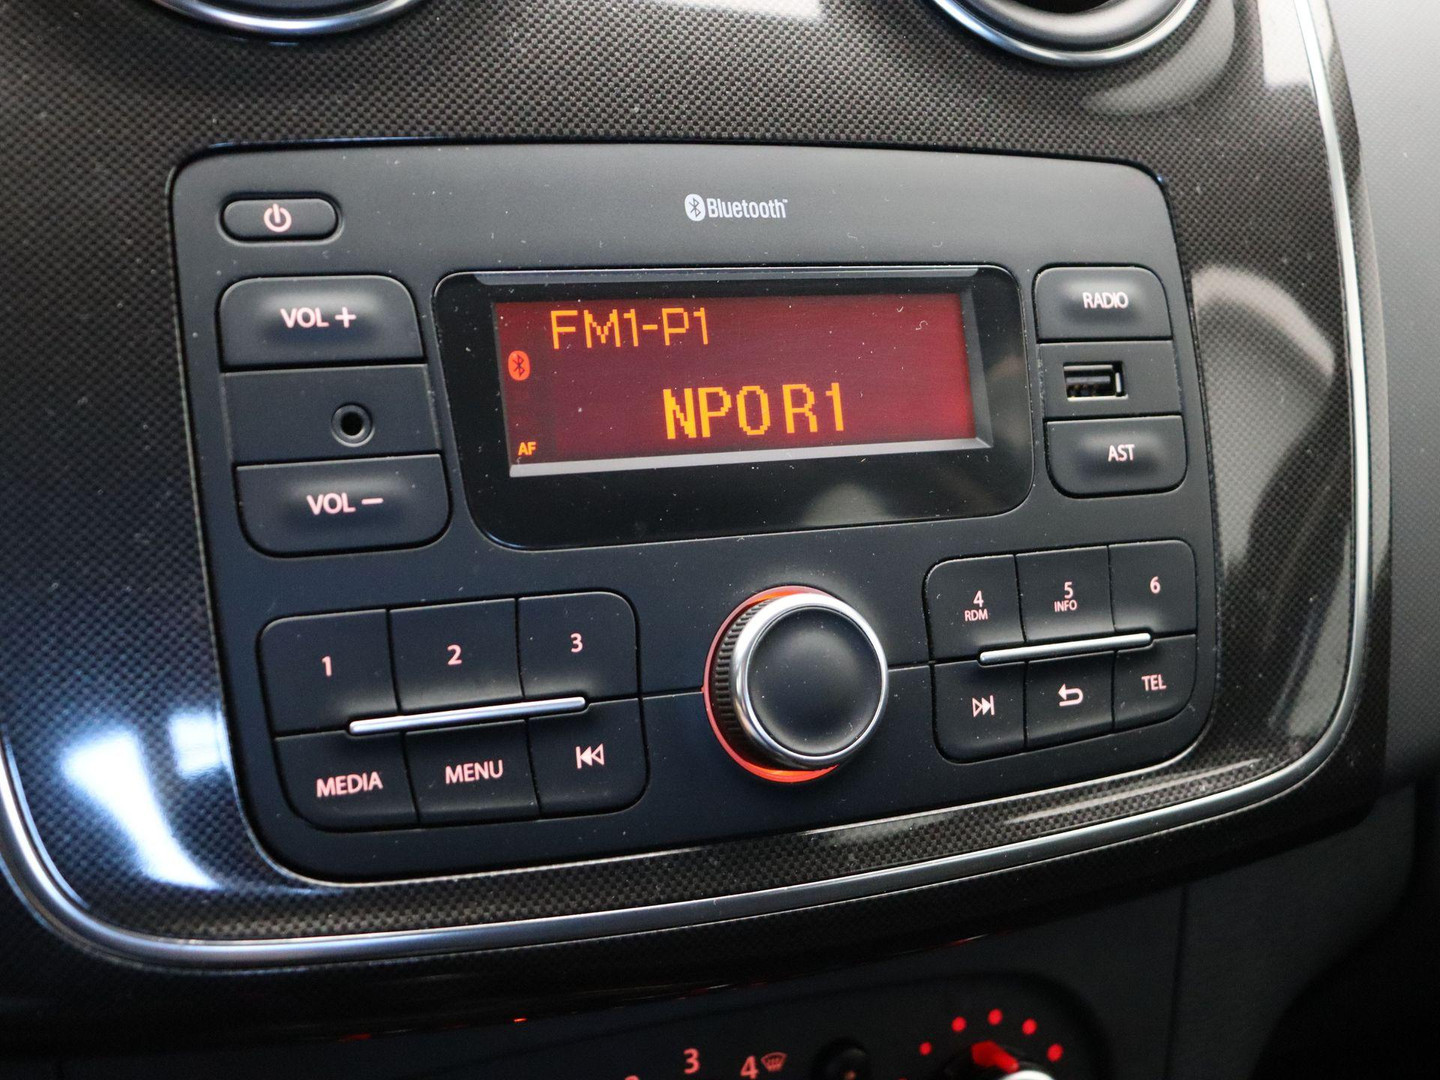 Bluetooth
VOL +
FM1-P1
RADIO
NPO R1
AF
AST
VOL −
1
2
3
4
RDM
5
INFO
6
MEDIA
MENU
TEL
3
4